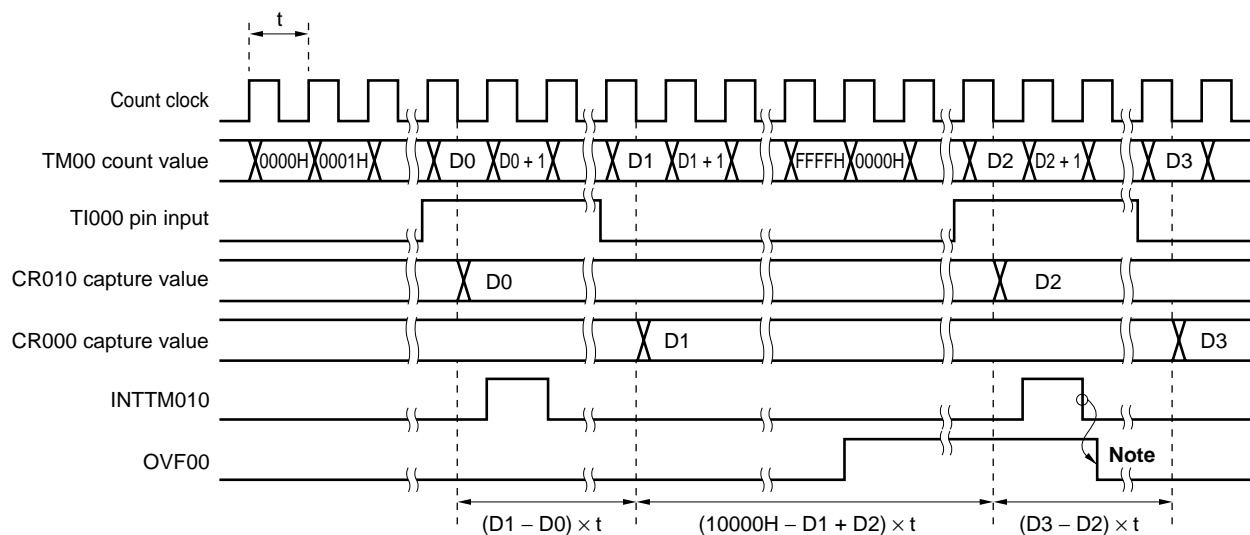 t
Count clock
TM00 count value 0000H 0001H D0 D0 + 1 D1 D1 + 1 FFFFH 0000H D2 D2 + 1 D3
TI000 pin input
CR010 capture value D0 D2
CR000 capture value D1 D3
INTTM010
OVF00 Note
(D1 − D0) × t (10000H − D1 + D2) × t (D3 − D2) × t